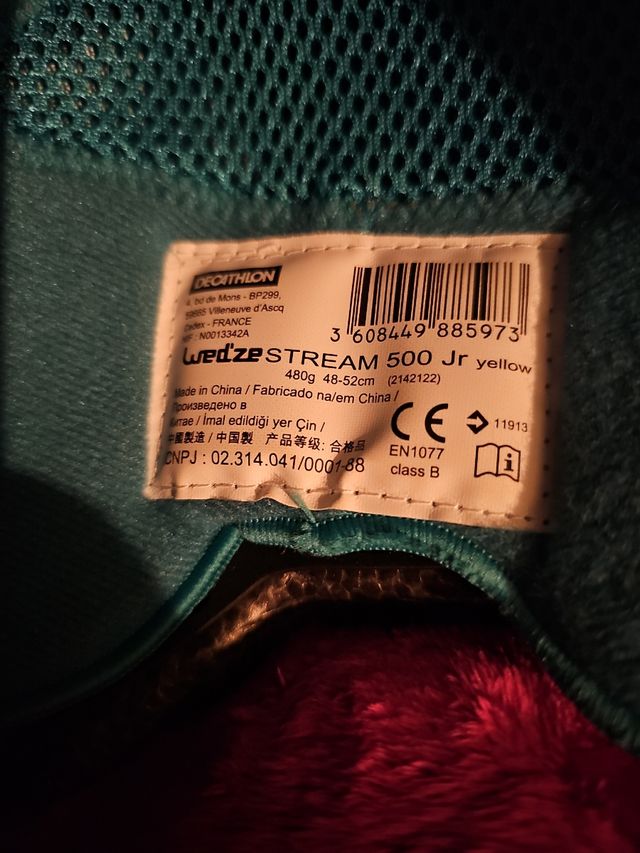 DECATHLON
4, bd de Mons - BP299,
59665 Villeneuve d'Ascq
Cedex - FRANCE
NIF : N0013342A
3 608449 885973
Wed'ze STREAM 500 Jr yellow
480g 48-52cm (2142122)
Made in China / Fabricado na/em China /
Произведено в
Китае / İmal edildiği yer Çin /
中國製造 / 中国製 产品等级: 合格品
CNPJ : 02.314.041/0001-88
CE
11913
EN1077
class B
i